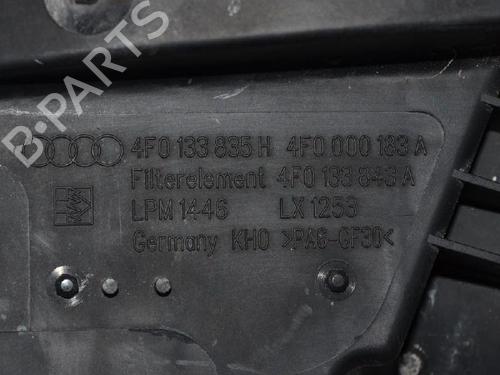 B-PARTS
4F0 133 835 H 4F0 000 183 A
Filterelement 4F0 133 843 A
LPM 1446 LX 1253
Germany KHO >PA6-GF30<